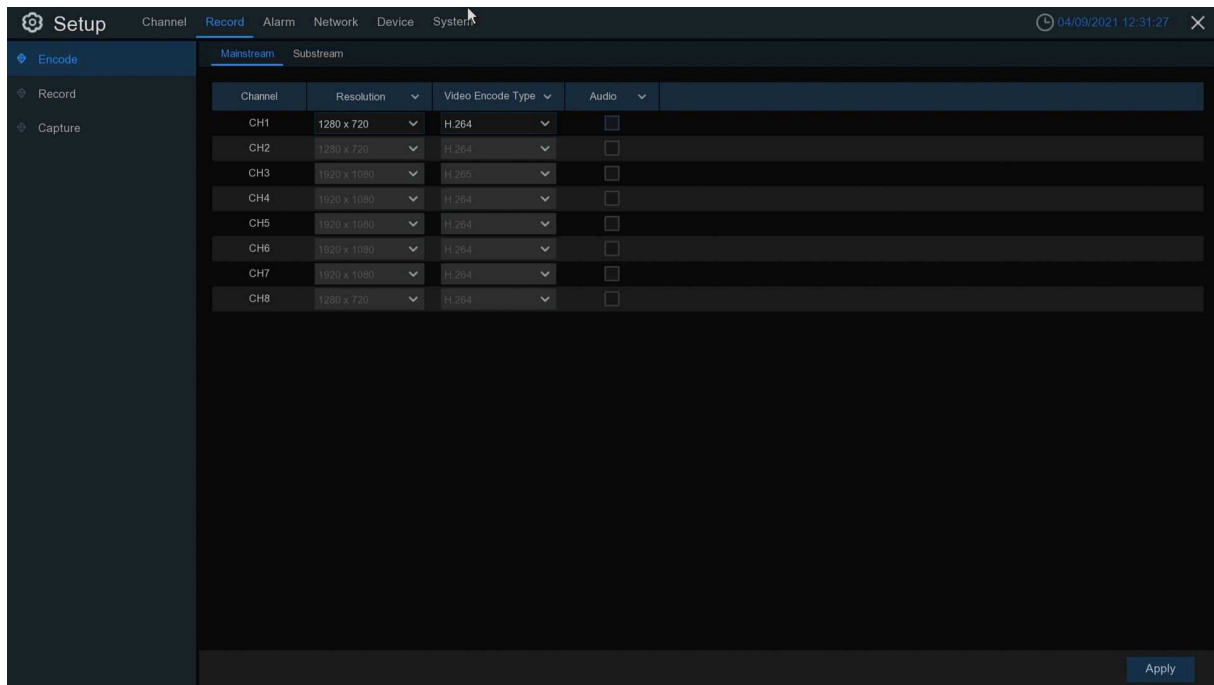 Setup Channel Record Alarm Network Device System 04/09/2021 12:31:27
Encode
Record
Capture
Mainstream Substream
Channel Resolution Video Encode Type Audio
CH1 1280 x 720 H.264
CH2 1280 x 720 H.264
CH3 1920 x 1080 H.265
CH4 1920 x 1080 H.264
CH5 1920 x 1080 H.264
CH6 1920 x 1080 H.264
CH7 1920 x 1080 H.264
CH8 1280 x 720 H.264
Apply